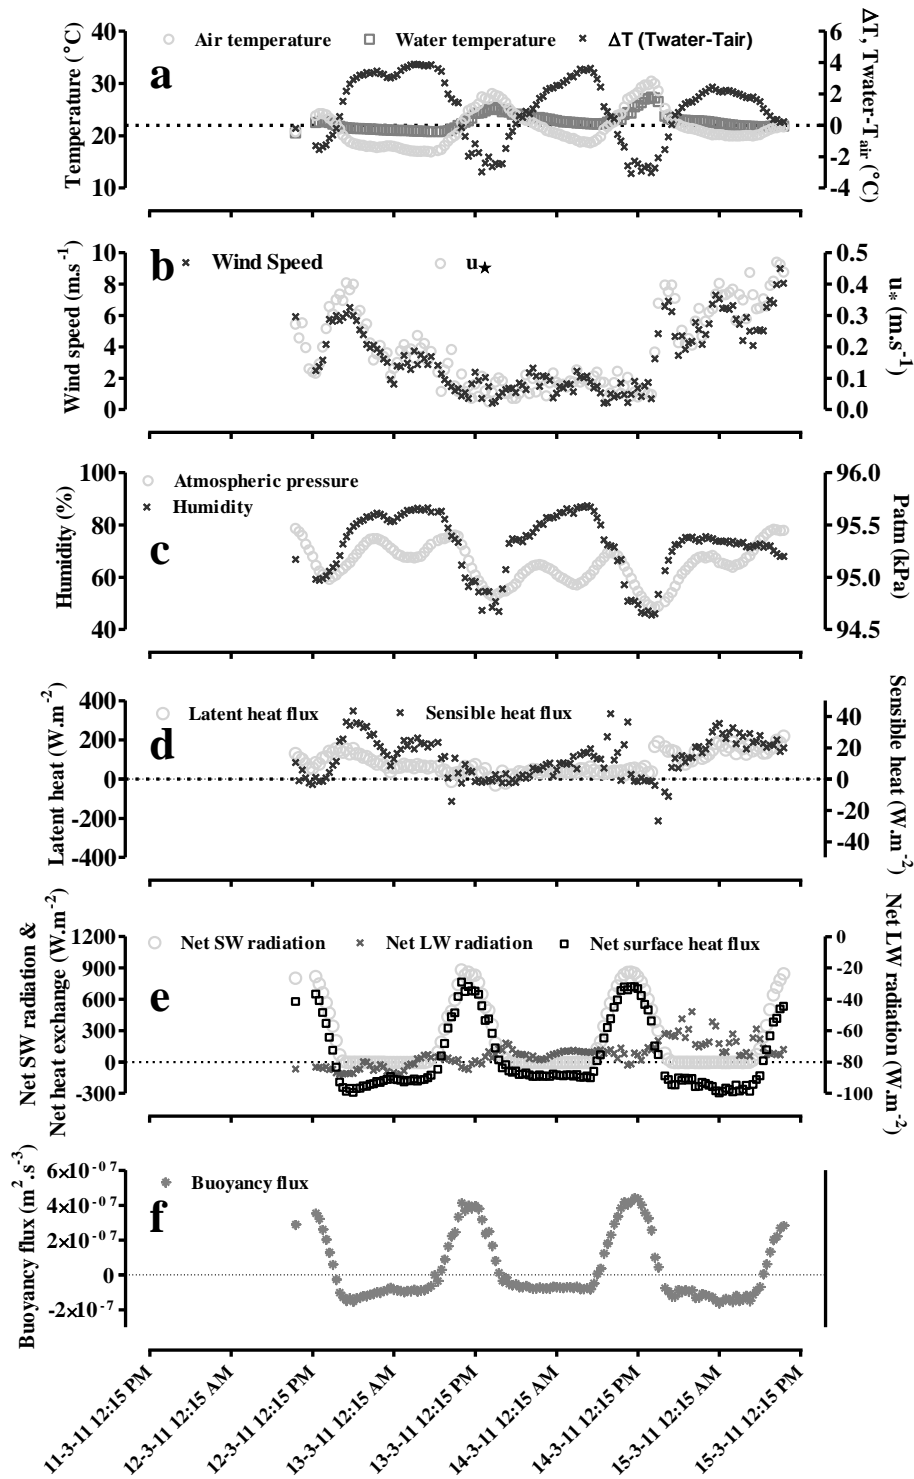 a
Air temperature
Water temperature
ΔT (Twater-Tair)
Temperature (°C)
40
30
20
10
ΔT, Twater-Tair (°C)
6
4
2
0
-2
-4
b
Wind Speed
u★
Wind speed (m.s-1)
10
8
6
4
2
0
u* (m.s-1)
0.5
0.4
0.3
0.2
0.1
0.0
c
Atmospheric pressure
Humidity
Humidity (%)
100
80
60
40
Patm (kPa)
96.0
95.5
95.0
94.5
d
Latent heat flux
Sensible heat flux
Latent heat (W.m-2)
400
200
0
-200
-400
Sensible heat (W.m-2)
40
20
0
-20
-40
e
Net SW radiation
Net LW radiation
Net surface heat flux
Net SW radiation &
Net heat exchange (W.m-2)
1200
900
600
300
0
-300
Net LW radiation (W.m-2)
0
-20
-40
-60
-80
-100
f
Buoyancy flux
Buoyancy flux (m2.s-3)
6×10-07
4×10-07
2×10-07
0
-2×10-7
11-3-11 12:15 PM
12-3-11 12:15 AM
12-3-11 12:15 PM
13-3-11 12:15 AM
13-3-11 12:15 PM
14-3-11 12:15 AM
14-3-11 12:15 PM
15-3-11 12:15 AM
15-3-11 12:15 PM